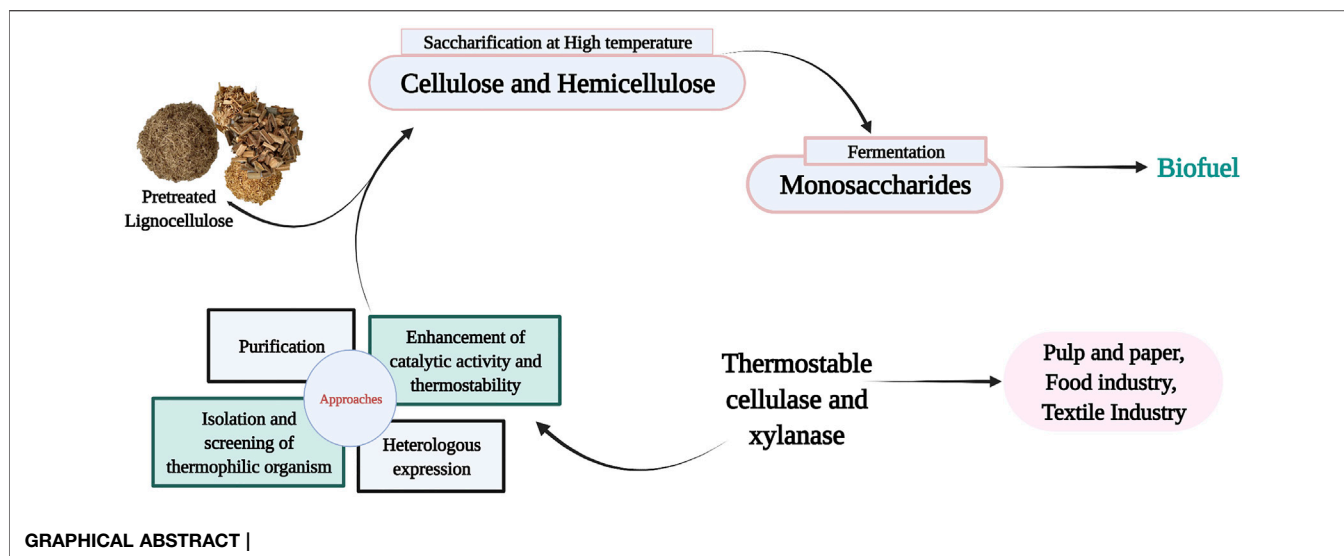 Saccharification at High temperature
Cellulose and Hemicellulose
Pretreated
Lignocellulose
Fermentation
Monosaccharides
Biofuel
Purification
Enhancement of
catalytic activity and
thermostability
Approaches
Isolation and
screening of
thermophilic organism
Heterologous
expression
Thermostable
cellulase and
xylanase
Pulp and paper,
Food industry,
Textile Industry
GRAPHICAL ABSTRACT |